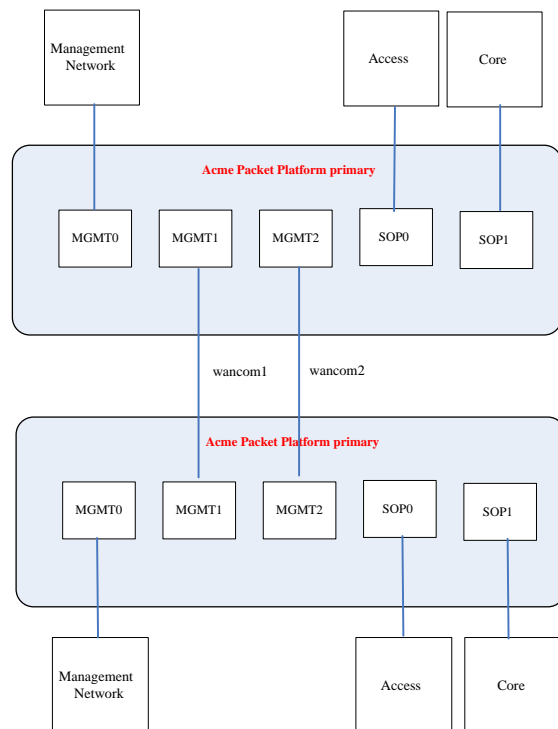 Management
Network
Access
Core
Acme Packet Platform primary
MGMT0
MGMT1
MGMT2
SOP0
SOP1
wancom1
wancom2
Acme Packet Platform primary
MGMT0
MGMT1
MGMT2
SOP0
SOP1
Management
Network
Access
Core